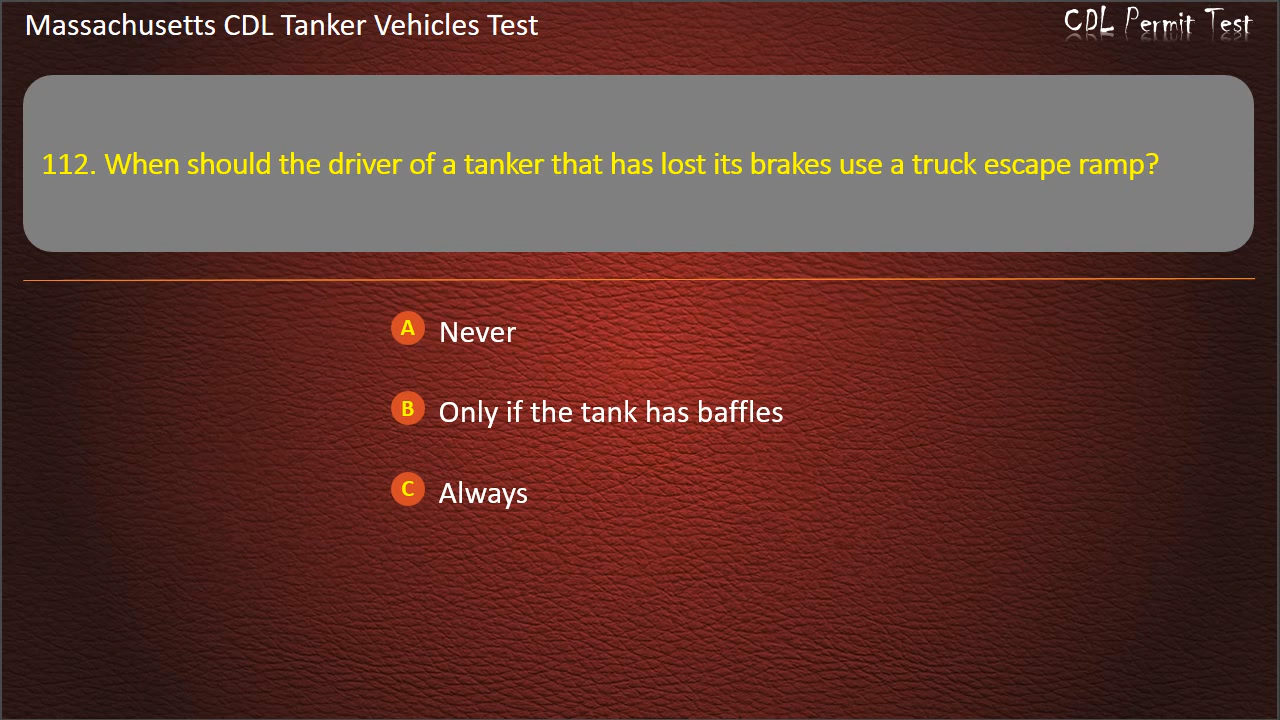 Massachusetts CDL Tanker Vehicles Test
CDL Permit Test
112. When should the driver of a tanker that has lost its brakes use a truck escape ramp?
A Never
B Only if the tank has baffles
C Always